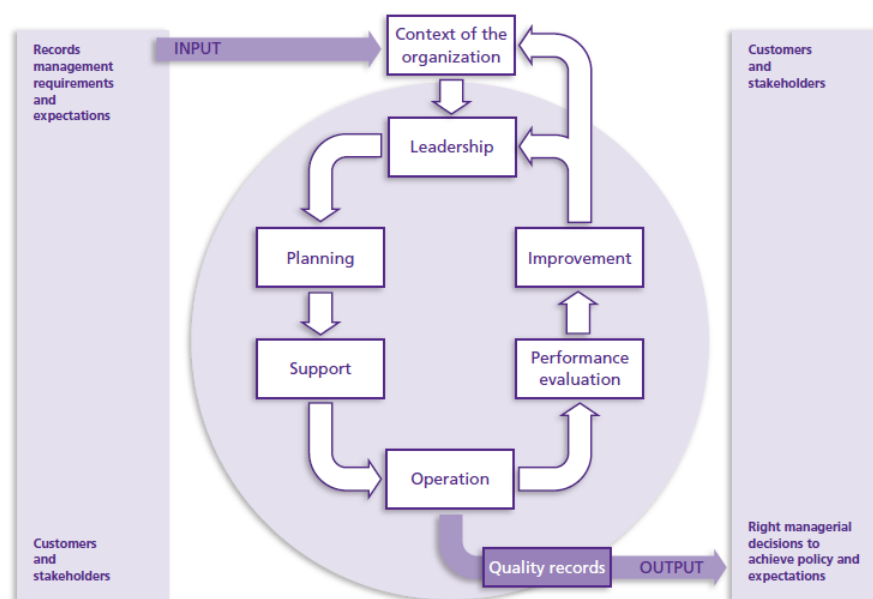 Records
management
requirements
and
expectations
INPUT
Context of the
organization
Customers
and
stakeholders
Leadership
Planning
Improvement
Support
Performance
evaluation
Operation
Customers
and
stakeholders
Quality records
OUTPUT
Right managerial
decisions to
achieve policy and
expectations